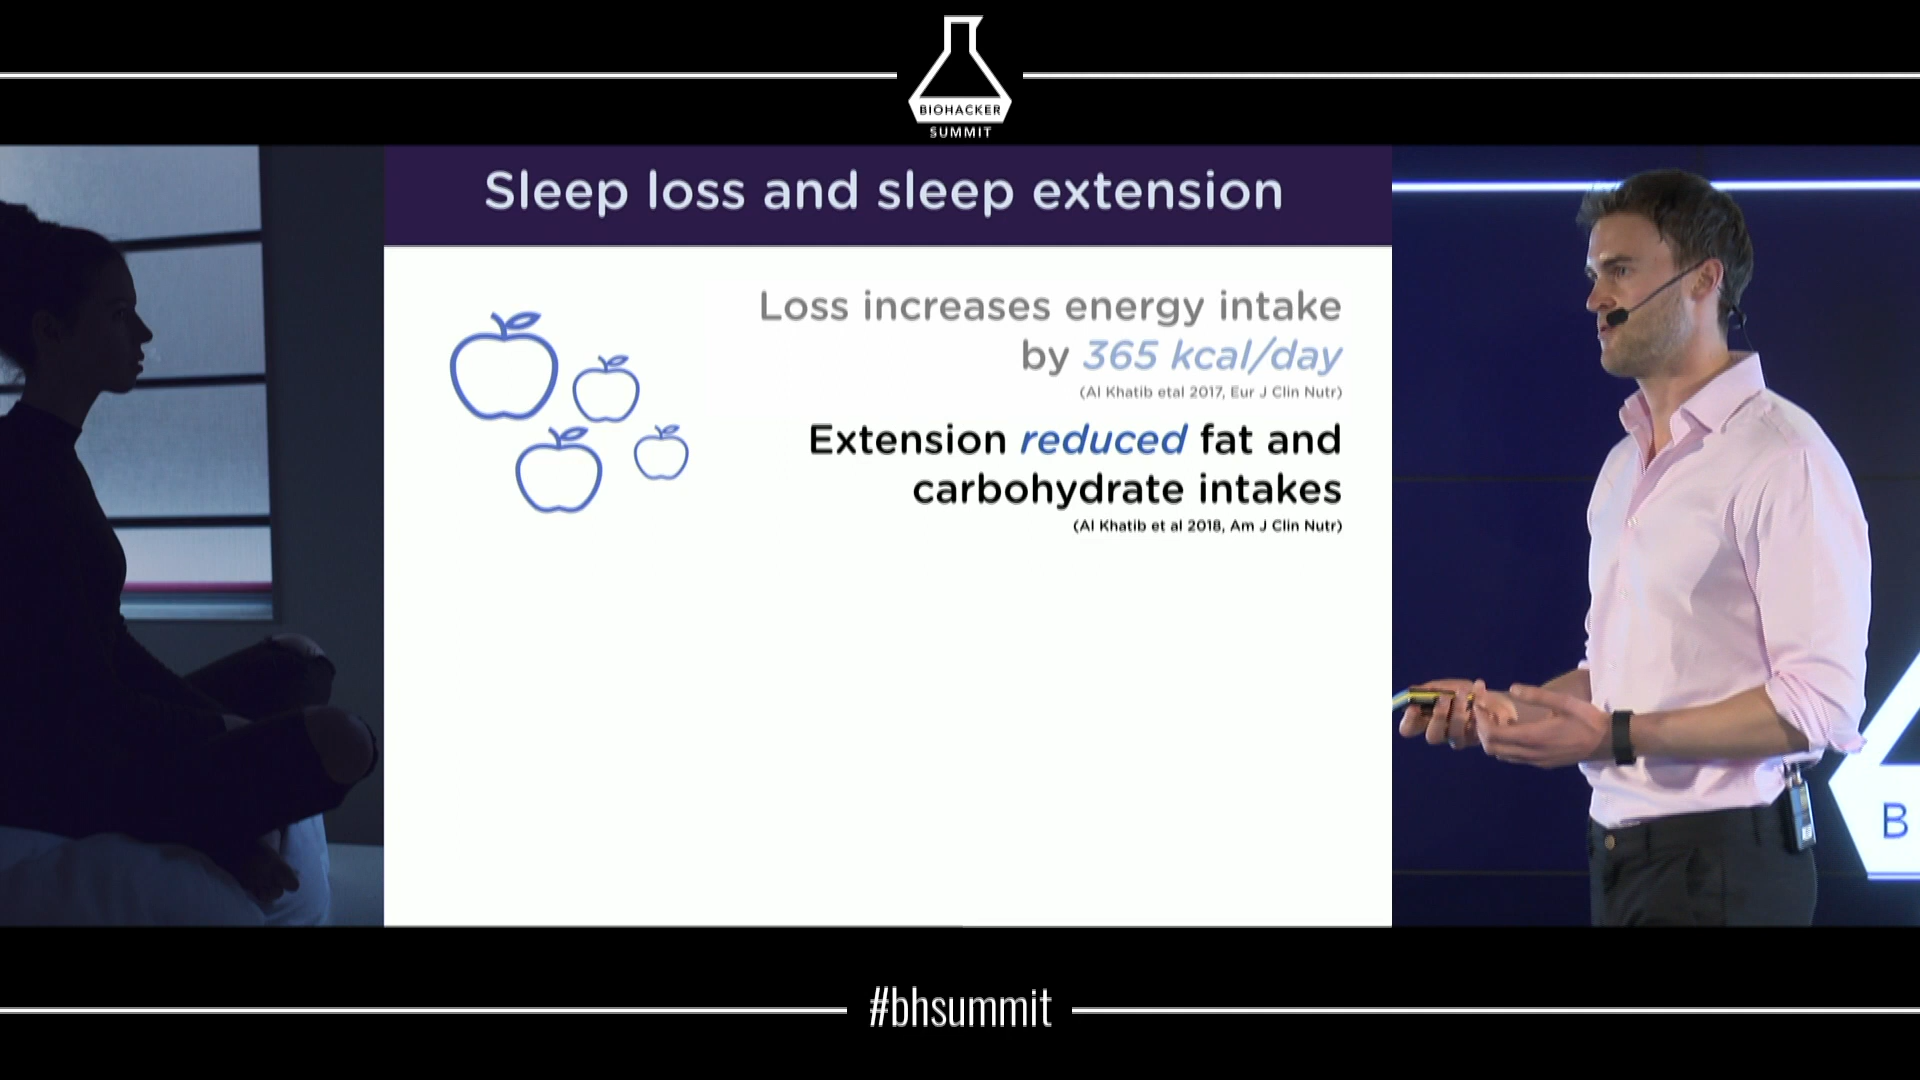 BIOHACKER
SUMMIT
Sleep loss and sleep extension
Loss increases energy intake
by 365 kcal/day
(Al Khatib etal 2017, Eur J Clin Nutr)
Extension reduced fat and
carbohydrate intakes
(Al Khatib et al 2018, Am J Clin Nutr)
B
#bhsummit